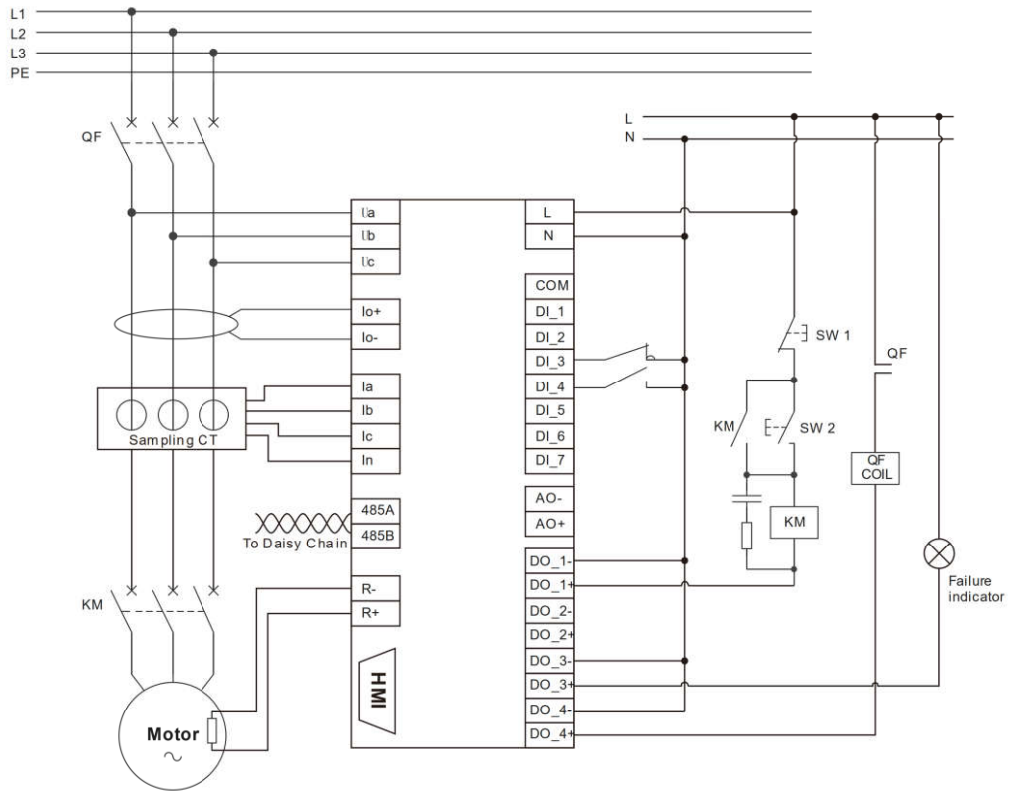 L1
L2
L3
PE
QF
L
N
Ua
Ub
Uc
L
N
COM
Io+
Io-
DI_1
DI_2
DI_3
DI_4
DI_5
DI_6
DI_7
Ia
Ib
Ic
In
Sampling CT
SW 1
QF
KM
SW 2
QF
COIL
KM
AO-
AO+
485A
485B
To Daisy Chain
DO_1-
DO_1+
DO_2-
DO_2+
DO_3-
DO_3+
DO_4-
DO_4+
Failure
indicator
KM
R-
R+
HMI
Motor